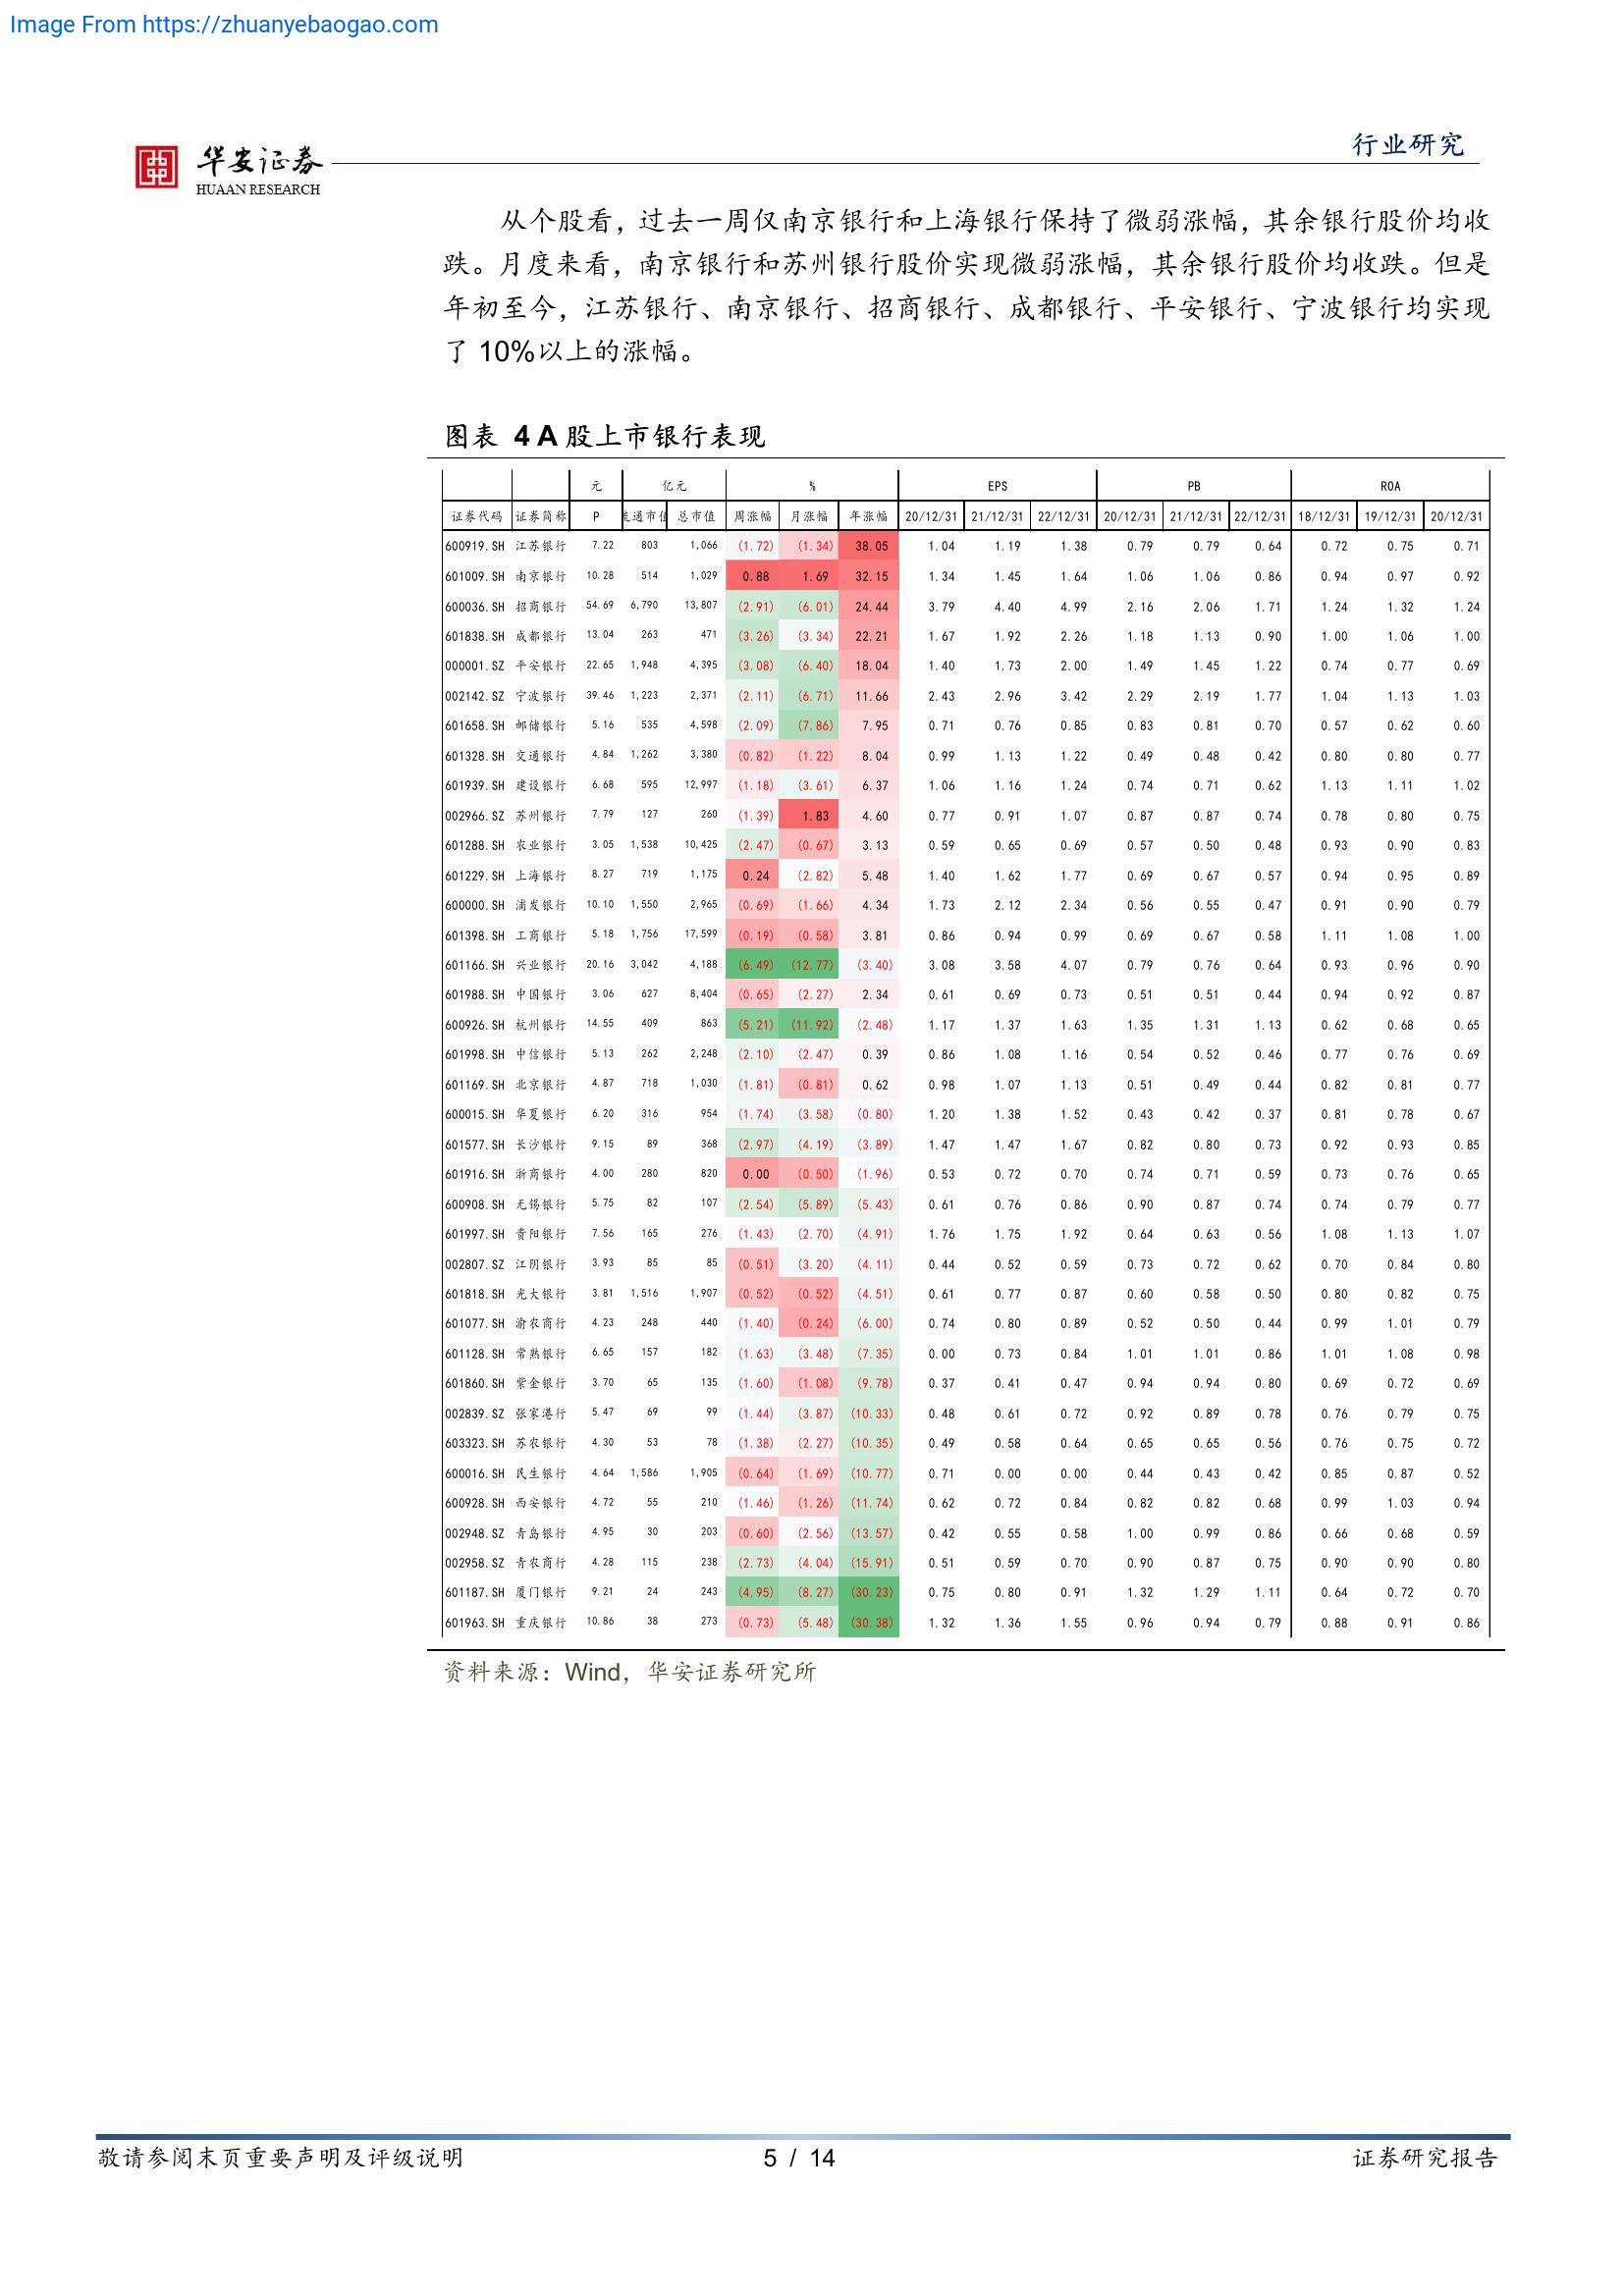 Image From https://zhuanyebaogao.com
华安证券
HUAAN RESEARCH
行业研究
从个股看，过去一周仅南京银行和上海银行保持了微弱涨幅，其余银行股价均收
跌。月度来看，南京银行和苏州银行股价实现微弱涨幅，其余银行股价均收跌。但是
年初至今，江苏银行、南京银行、招商银行、成都银行、平安银行、宁波银行均实现
了 10%以上的涨幅。
图表 4 A 股上市银行表现
元 亿元 % EPS PB ROA
证券代码 证券简称 P 流通市值 总市值 周涨幅 月涨幅 年涨幅 20/12/31 21/12/31 22/12/31 20/12/31 21/12/31 22/12/31 18/12/31 19/12/31 20/12/31
600919.SH 江苏银行 7.22 803 1,066 (1.72) (1.34) 38.05 1.04 1.19 1.38 0.79 0.79 0.64 0.72 0.75 0.71
601009.SH 南京银行 10.28 514 1,029 0.88 1.69 32.15 1.34 1.45 1.64 1.06 1.06 0.86 0.94 0.97 0.92
600036.SH 招商银行 54.69 6,790 13,807 (2.91) (6.01) 24.44 3.79 4.40 4.99 2.16 2.06 1.71 1.24 1.32 1.24
601838.SH 成都银行 13.04 263 471 (3.26) (3.34) 22.21 1.67 1.92 2.26 1.18 1.13 0.90 1.00 1.06 1.00
000001.SZ 平安银行 22.65 1,948 4,395 (3.08) (6.40) 18.04 1.40 1.73 2.00 1.49 1.45 1.22 0.74 0.77 0.69
002142.SZ 宁波银行 39.46 1,223 2,371 (2.11) (6.71) 11.66 2.43 2.96 3.42 2.29 2.19 1.77 1.04 1.13 1.03
601658.SH 邮储银行 5.16 535 4,598 (2.09) (7.86) 7.95 0.71 0.76 0.85 0.83 0.81 0.70 0.57 0.62 0.60
601328.SH 交通银行 4.84 1,262 3,380 (0.82) (1.22) 8.04 0.99 1.13 1.22 0.49 0.48 0.42 0.80 0.80 0.77
601939.SH 建设银行 6.68 595 12,997 (1.18) (3.61) 6.37 1.06 1.16 1.24 0.74 0.71 0.62 1.13 1.11 1.02
002966.SZ 苏州银行 7.79 127 260 (1.39) 1.83 4.60 0.77 0.91 1.07 0.87 0.87 0.74 0.78 0.80 0.75
601288.SH 农业银行 3.05 1,538 10,425 (2.47) (0.67) 3.13 0.59 0.65 0.69 0.57 0.50 0.48 0.93 0.90 0.83
601229.SH 上海银行 8.27 719 1,175 0.24 (2.82) 5.48 1.40 1.62 1.77 0.69 0.67 0.57 0.94 0.95 0.89
600000.SH 浦发银行 10.10 1,550 2,965 (0.69) (1.66) 4.34 1.73 2.12 2.34 0.56 0.55 0.47 0.91 0.90 0.79
601398.SH 工商银行 5.18 1,756 17,599 (0.19) (0.58) 3.81 0.86 0.94 0.99 0.69 0.67 0.58 1.11 1.08 1.00
601166.SH 兴业银行 20.16 3,042 4,188 (6.49) (12.77) (3.40) 3.08 3.58 4.07 0.79 0.76 0.64 0.93 0.96 0.90
601988.SH 中国银行 3.06 627 8,404 (0.65) (2.27) 2.34 0.61 0.69 0.73 0.51 0.51 0.44 0.94 0.92 0.87
600926.SH 杭州银行 14.55 409 863 (5.21) (11.92) (2.48) 1.17 1.37 1.63 1.35 1.31 1.13 0.62 0.68 0.65
601998.SH 中信银行 5.13 262 2,248 (2.10) (2.47) 0.39 0.86 1.08 1.16 0.54 0.52 0.46 0.77 0.76 0.69
601169.SH 北京银行 4.87 718 1,030 (1.81) (0.81) 0.62 0.98 1.07 1.13 0.51 0.49 0.44 0.82 0.81 0.77
600015.SH 华夏银行 6.20 316 954 (1.74) (3.58) (0.80) 1.20 1.38 1.52 0.43 0.42 0.37 0.81 0.78 0.67
601577.SH 长沙银行 9.15 89 368 (2.97) (4.19) (3.89) 1.47 1.47 1.67 0.82 0.80 0.73 0.92 0.93 0.85
601916.SH 浙商银行 4.00 280 820 0.00 (0.50) (1.96) 0.53 0.72 0.70 0.74 0.71 0.59 0.73 0.76 0.65
600908.SH 无锡银行 5.75 82 107 (2.54) (5.89) (5.43) 0.61 0.76 0.86 0.90 0.87 0.74 0.74 0.79 0.77
601997.SH 贵阳银行 7.56 165 276 (1.43) (2.70) (4.91) 1.76 1.75 1.92 0.64 0.63 0.56 1.08 1.13 1.07
002807.SZ 江阴银行 3.93 85 85 (0.51) (3.20) (4.11) 0.44 0.52 0.59 0.73 0.72 0.62 0.70 0.84 0.80
601818.SH 光大银行 3.81 1,516 1,907 (0.52) (0.52) (4.51) 0.61 0.77 0.87 0.60 0.58 0.50 0.80 0.82 0.75
601077.SH 渝农商行 4.23 248 440 (1.40) (0.24) (6.00) 0.74 0.80 0.89 0.52 0.50 0.44 0.99 1.01 0.79
601128.SH 常熟银行 6.65 157 182 (1.63) (3.48) (7.35) 0.00 0.73 0.84 1.01 1.01 0.86 1.01 1.08 0.98
601860.SH 紫金银行 3.70 65 135 (1.60) (1.08) (9.78) 0.37 0.41 0.47 0.94 0.94 0.80 0.69 0.72 0.69
002839.SZ 张家港行 5.47 69 99 (1.44) (3.87) (10.33) 0.48 0.61 0.72 0.92 0.89 0.78 0.76 0.79 0.75
603323.SH 苏农银行 4.30 53 78 (1.38) (2.27) (10.35) 0.49 0.58 0.64 0.65 0.65 0.56 0.76 0.75 0.72
600016.SH 民生银行 4.64 1,586 1,905 (0.64) (1.69) (10.77) 0.71 0.00 0.00 0.44 0.43 0.42 0.85 0.87 0.52
600928.SH 西安银行 4.72 55 210 (1.46) (1.26) (11.74) 0.62 0.72 0.84 0.82 0.82 0.68 0.99 1.03 0.94
002948.SZ 青岛银行 4.95 30 203 (0.60) (2.56) (13.57) 0.42 0.55 0.58 1.00 0.99 0.86 0.66 0.68 0.59
002958.SZ 青农商行 4.28 115 238 (2.73) (4.04) (15.91) 0.51 0.59 0.70 0.90 0.87 0.75 0.90 0.90 0.80
601187.SH 厦门银行 9.21 24 243 (4.95) (8.27) (30.23) 0.75 0.80 0.91 1.32 1.29 1.11 0.64 0.72 0.70
601963.SH 重庆银行 10.86 38 273 (0.73) (5.48) (30.38) 1.32 1.36 1.55 0.96 0.94 0.79 0.88 0.91 0.86
资料来源：Wind，华安证券研究所
敬请参阅末页重要声明及评级说明 5 / 14 证券研究报告